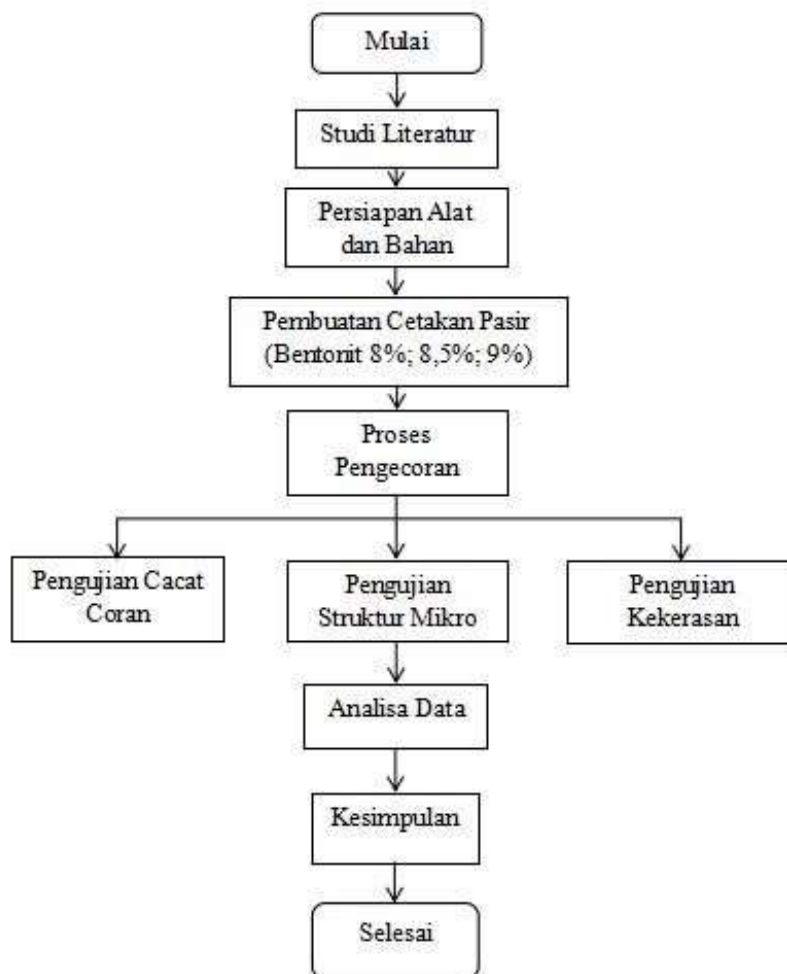 Mulai
Studi Literatur
Persiapan Alat
dan Bahan
Pembuatan Cetakan Pasir
(Bentonit 8%; 8,5%; 9%)
Proses
Pengecoran
Pengujian Cacat
Coran
Pengujian
Struktur Mikro
Pengujian
Kekerasan
Analisa Data
Kesimpulan
Selesai